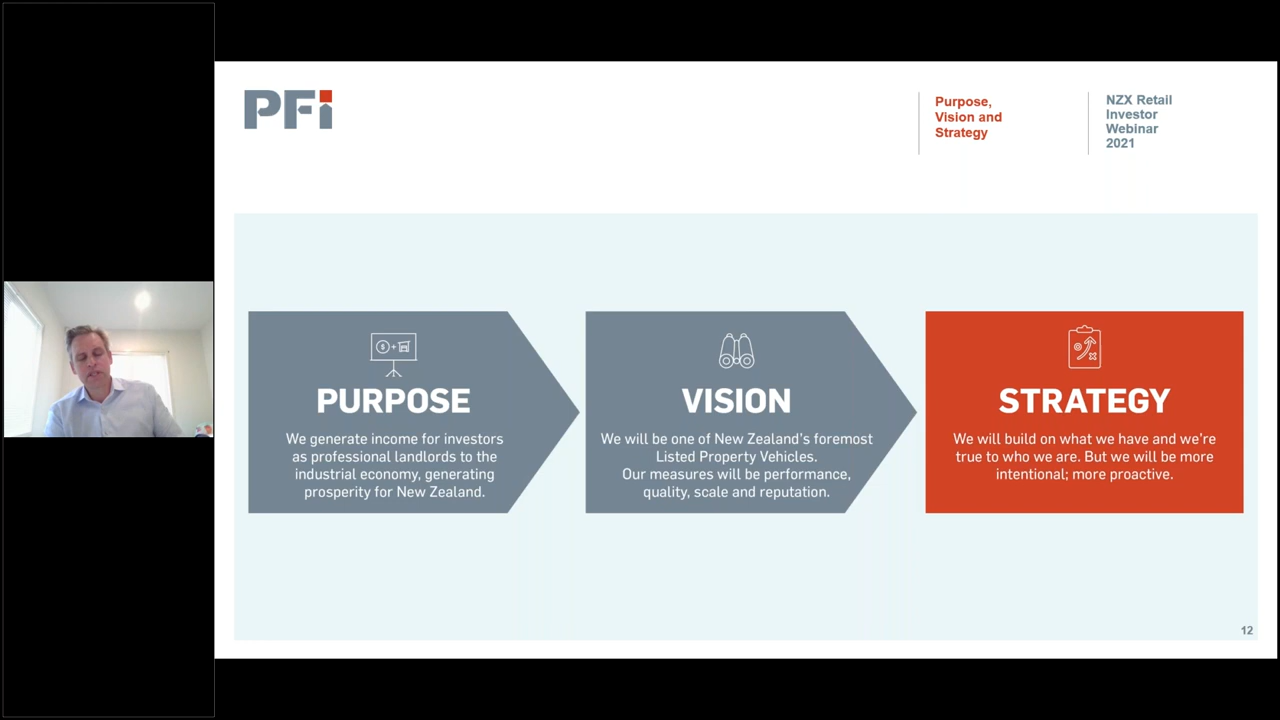 PFi
Purpose,
Vision and
Strategy
NZX Retail
Investor
Webinar
2021
PURPOSE
We generate income for investors
as professional landlords to the
industrial economy, generating
prosperity for New Zealand.
VISION
We will be one of New Zealand's foremost
Listed Property Vehicles.
Our measures will be performance,
quality, scale and reputation.
STRATEGY
We will build on what we have and we're
true to who we are. But we will be more
intentional; more proactive.
12